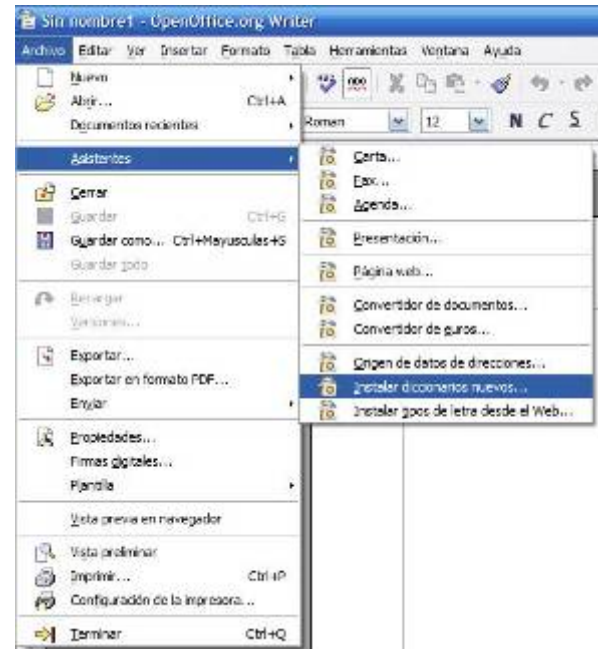 Sin nombre1 - OpenOffice.org Writer
Archivo Editar Ver Insertar Formato Tabla Herramientas Ventana Ayuda
Nuevo
Abrir... Ctrl+A
Documentos recientes
Roman 12 N C S
Asistentes
Carta...
Fax...
Agenda...
Presentación...
Página web...
Convertidor de documentos...
Convertidor de euros...
Origen de datos de direcciones...
Instalar diccionarios nuevos...
Instalar tipos de letra desde el Web...
Cerrar
Guardar Ctrl+G
Guardar como... Ctrl+Mayusculas+S
Guardar todo
Recargar
Versiones...
Exportar...
Exportar en formato PDF...
Enviar
Propiedades...
Firmas digitales...
Plantilla
Vista previa en navegador
Vista preliminar
Imprimir... Ctrl+P
Configuración de la impresora...
Terminar Ctrl+Q